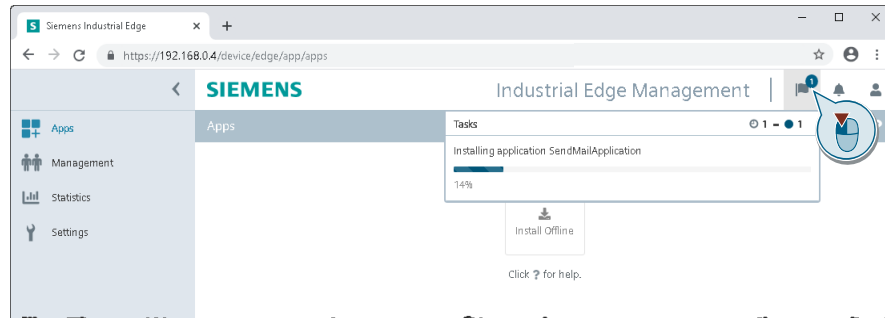 S Siemens Industrial Edge × +
https://192.168.0.4/device/edge/app/apps
SIEMENS Industrial Edge Management 1
Apps
Management
Statistics
Settings
Apps
Tasks 1 – 1
Installing application SendMailApplication
14%
Install Offline
Click ? for help.